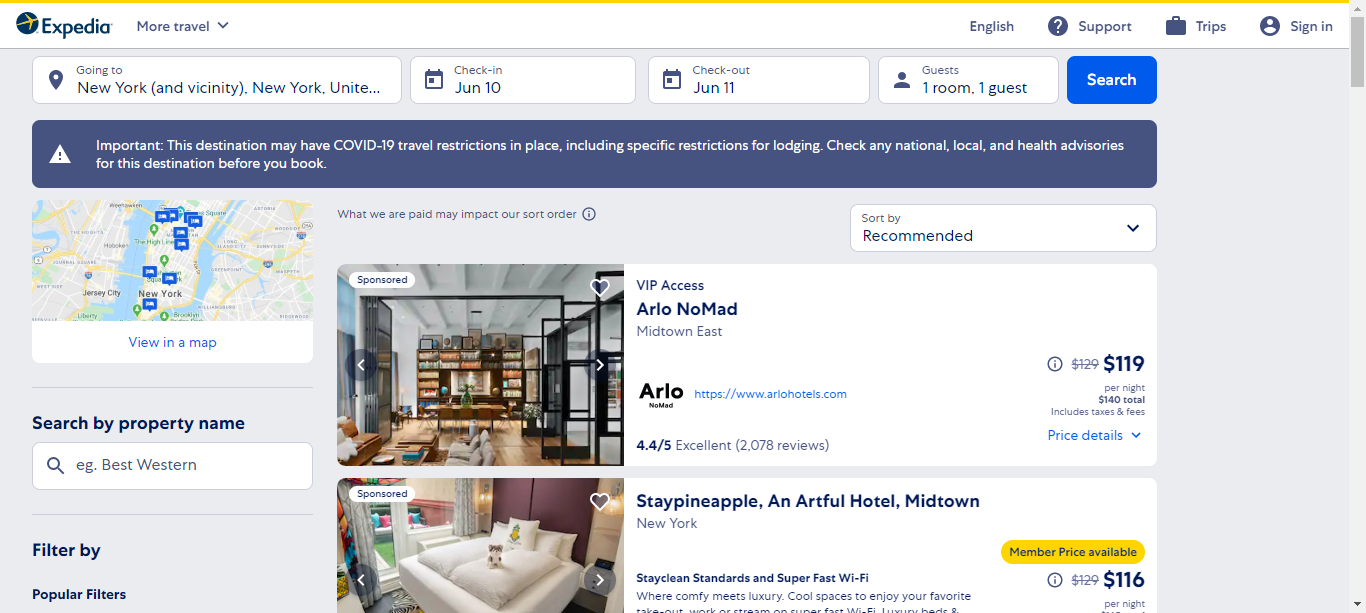 Expedia
More travel
English
Support
Trips
Sign in
Going to
New York (and vicinity), New York, Unite...
Check-in
Jun 10
Check-out
Jun 11
Guests
1 room, 1 guest
Search
Important: This destination may have COVID-19 travel restrictions in place, including specific restrictions for lodging. Check any national, local, and health advisories
for this destination before you book.
Weehawken
ASTORIA
Hoboken
The High Line
SUNNYSIDE
GREENPOINT
MASPETH
Jersey City
New York
WILLIAMSBURG
Liberty
Brooklyn
RIDGEWOOD
View in a map
What we are paid may impact our sort order
Sort by
Recommended
Search by property name
eg. Best Western
Filter by
Popular Filters
Sponsored
VIP Access
Arlo NoMad
Midtown East
Arlo
NoMad
https://www.arlohotels.com
4.4/5 Excellent (2,078 reviews)
$129 $119
per night
$140 total
Includes taxes & fees
Price details
Sponsored
Staypineapple, An Artful Hotel, Midtown
New York
Member Price available
Stayclean Standards and Super Fast Wi-Fi
Where comfy meets luxury. Cool spaces to enjoy your favorite
take-out, work or stream on super fast Wi-Fi. Luxury beds &
$129 $116
per night